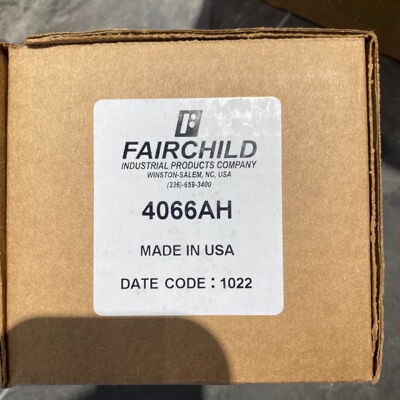 FAIRCHILD
INDUSTRIAL PRODUCTS COMPANY
WINSTON-SALEM, NC, USA
(336)-659-3400
4066AH
MADE IN USA
DATE CODE : 1022